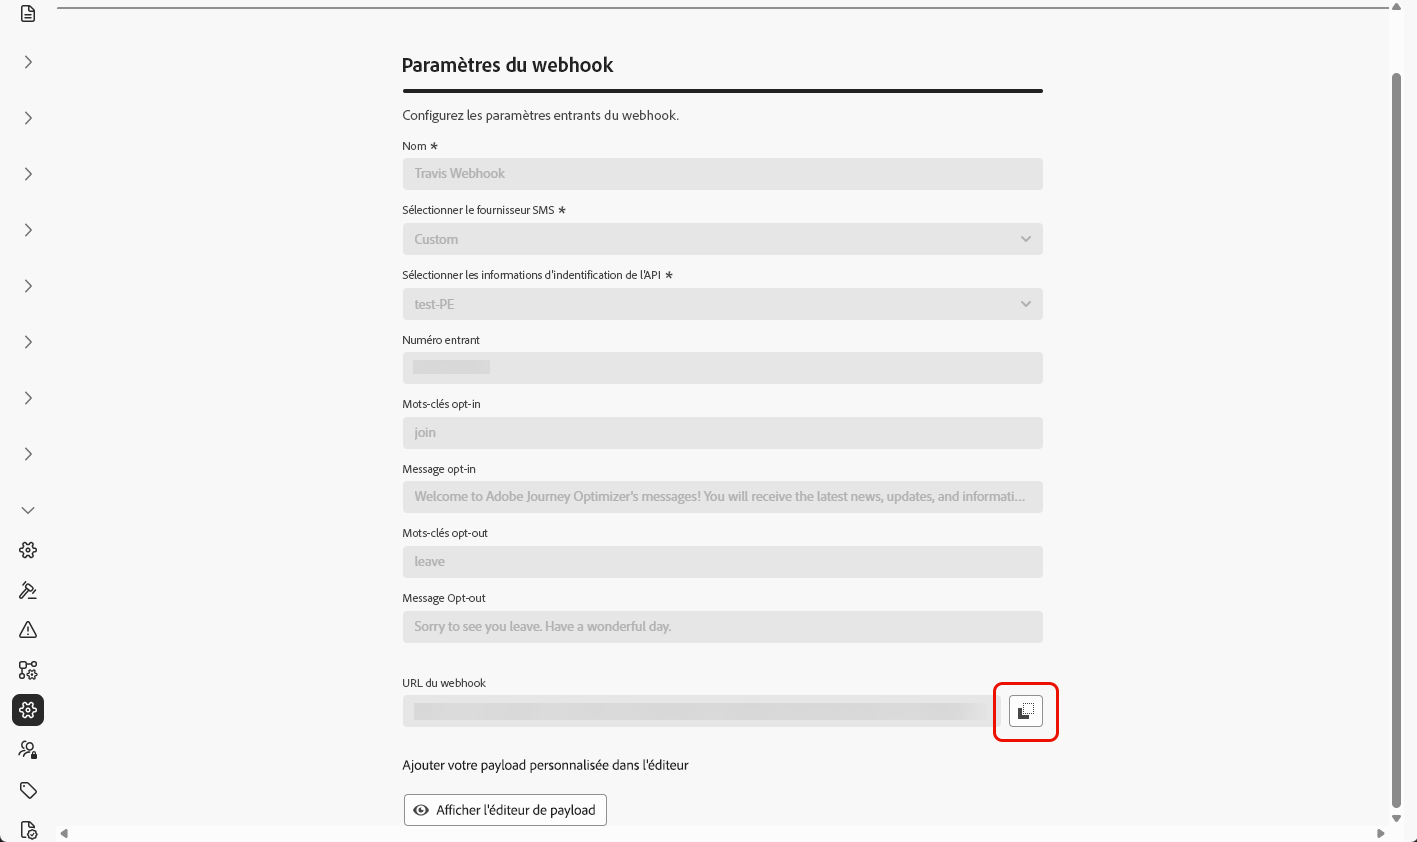 Paramètres du webhook
Configurez les paramètres entrants du webhook.
Nom *
Travis Webhook
Sélectionner le fournisseur SMS *
Custom
Sélectionner les informations d'indentification de l'API *
test-PE
Numéro entrant
Mots-clés opt-in
join
Message opt-in
Welcome to Adobe Journey Optimizer's messages! You will receive the latest news, updates, and informati...
Mots-clés opt-out
leave
Message Opt-out
Sorry to see you leave. Have a wonderful day.
URL du webhook
Ajouter votre payload personnalisée dans l'éditeur
Afficher l'éditeur de payload